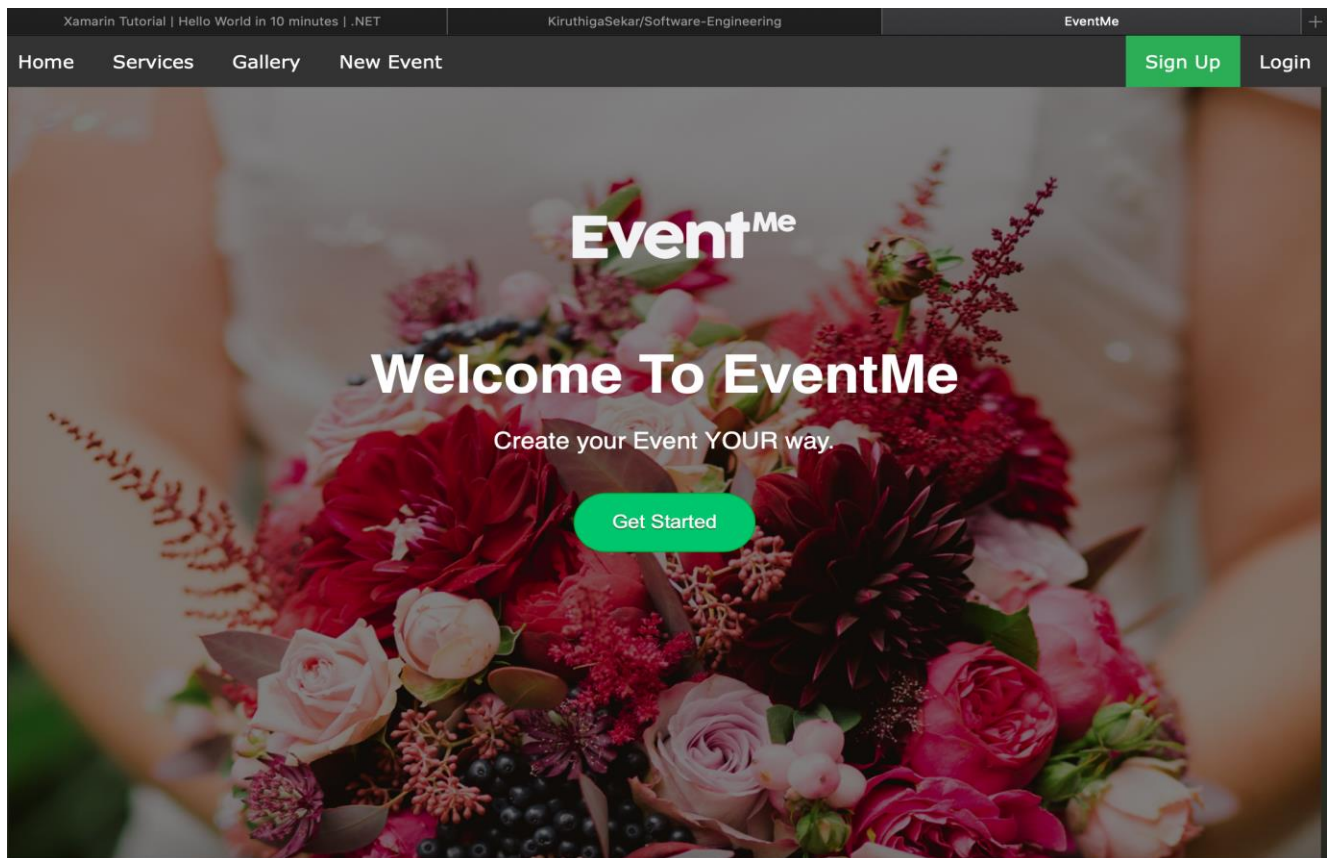 Xamarin Tutorial | Hello World in 10 minutes | .NET KiruthigaSekar/Software-Engineering EventMe +
Home Services Gallery New Event Sign Up Login
EventMe
Welcome To EventMe
Create your Event YOUR way.
Get Started